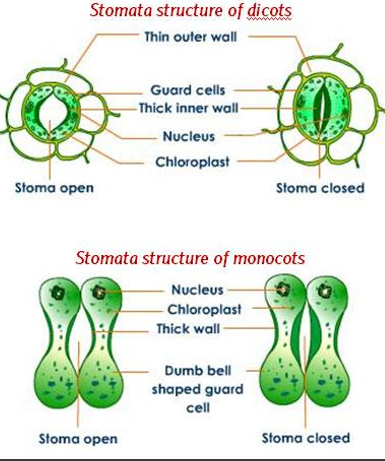 Stomata structure of dicots
Thin outer wall
Guard cells
Thick inner wall
Nucleus
Chloroplast
Stoma open
Stoma closed
Stomata structure of monocots
Nucleus
Chloroplast
Thick wall
Dumb bell
shaped guard
cell
Stoma open
Stoma closed